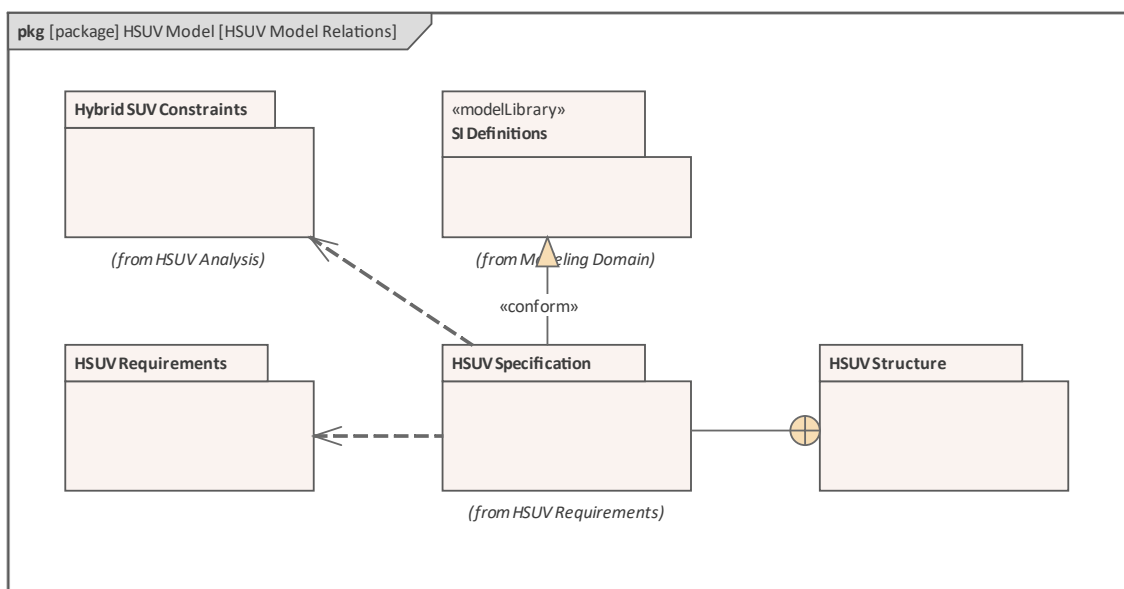 pkg [package] HSUV Model [HSUV Model Relations]
Hybrid SUV Constraints
«modelLibrary»
SI Definitions
(from HSUV Analysis)
(from Modeling Domain)
«conform»
HSUV Requirements
HSUV Specification
HSUV Structure
(from HSUV Requirements)